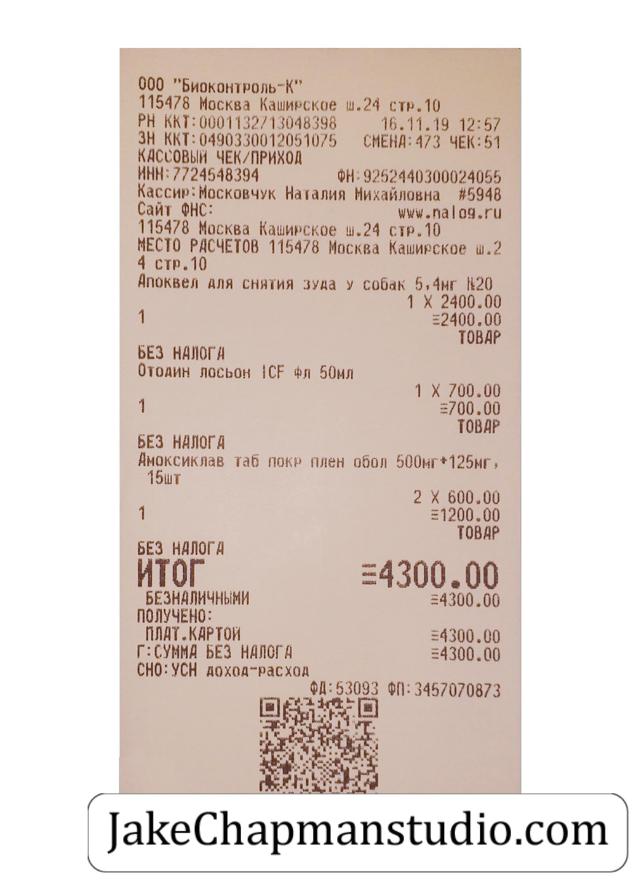 ООО "Биоконтроль-К"
115478 Москва Каширское ш.24 стр.10
РН ККТ:0001132713048398 16.11.19 12:57
ЗН ККТ:0490330012051075 СМЕНА:473 ЧЕК:51
КАССОВЫЙ ЧЕК/ПРИХОД
ИНН:7724548394 ФН:9252440300024055
Кассир:Московчук Наталия Михайловна #5948
Сайт ФНС: www.nalog.ru
115478 Москва Каширское ш.24 стр.10
МЕСТО РАСЧЕТОВ 115478 Москва Каширское ш.2
4 стр.10
Апоквел для снятия зуда у собак 5,4мг №20
1 X 2400.00
1 ≡2400.00
ТОВАР
БЕЗ НАЛОГА
Отодин лосьон ICF фл 50мл
1 X 700.00
1 ≡700.00
ТОВАР
БЕЗ НАЛОГА
Амоксиклав таб покр плен обол 500мг+125мг,
15шт
2 X 600.00
1 ≡1200.00
ТОВАР
БЕЗ НАЛОГА
ИТОГ ≡4300.00
БЕЗНАЛИЧНЫМИ ≡4300.00
ПОЛУЧЕНО:
ПЛАТ.КАРТОЙ ≡4300.00
Г:СУММА БЕЗ НАЛОГА ≡4300.00
СНО:УСН доход-расход
ФД:53093 ФП:3457070873
JakeChapmanstudio.com